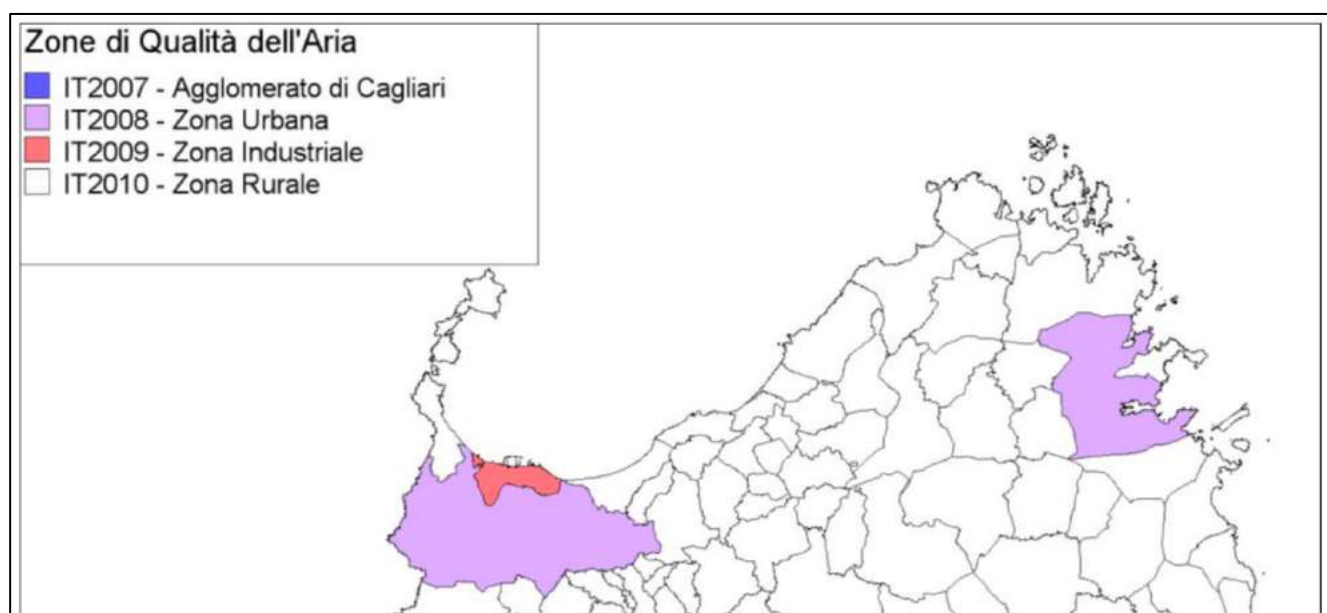 Zone di Qualità dell'Aria
IT2007 - Agglomerato di Cagliari
IT2008 - Zona Urbana
IT2009 - Zona Industriale
IT2010 - Zona Rurale